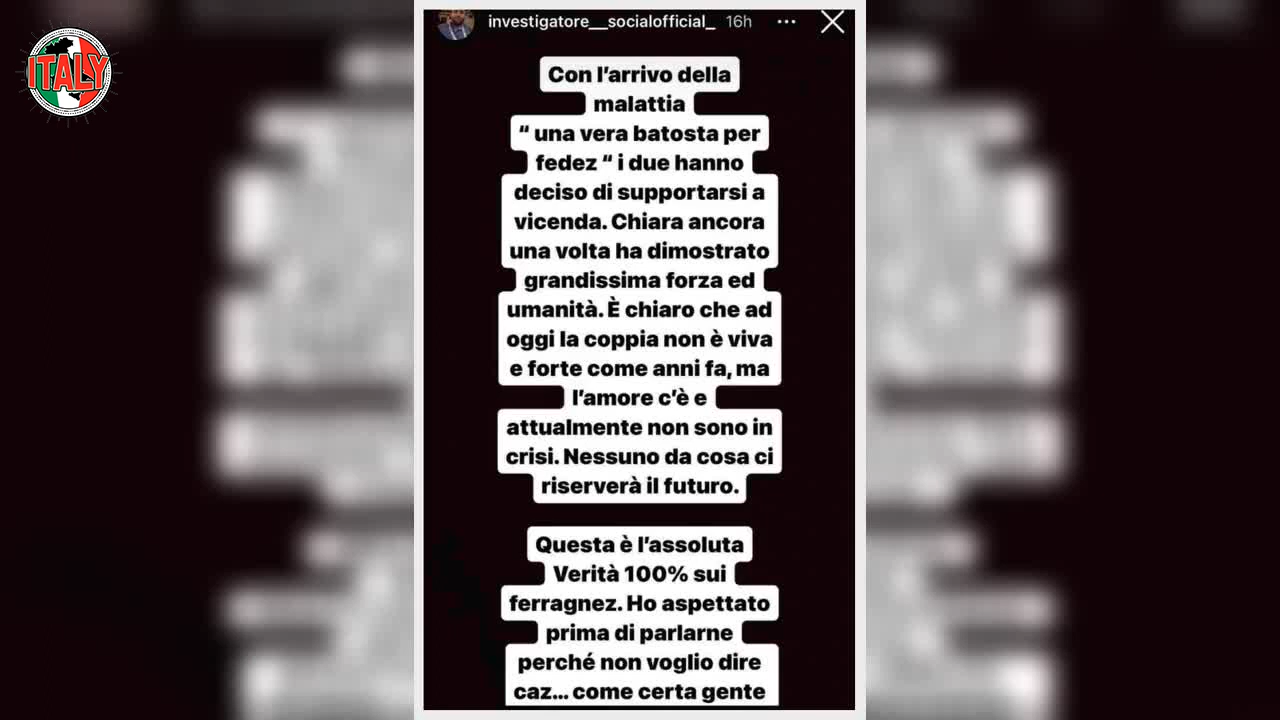 ITALY
investigatore__socialofficial_ 16h
Con l’arrivo della
malattia
“ una vera batosta per
fedez “ i due hanno
deciso di supportarsi a
vicenda. Chiara ancora
una volta ha dimostrato
grandissima forza ed
umanità. È chiaro che ad
oggi la coppia non è viva
e forte come anni fa, ma
l’amore c’è e
attualmente non sono in
crisi. Nessuno da cosa ci
riserverà il futuro.
Questa è l’assoluta
Verità 100% sui
ferragnez. Ho aspettato
prima di parlarne
perché non voglio dire
caz... come certa gente